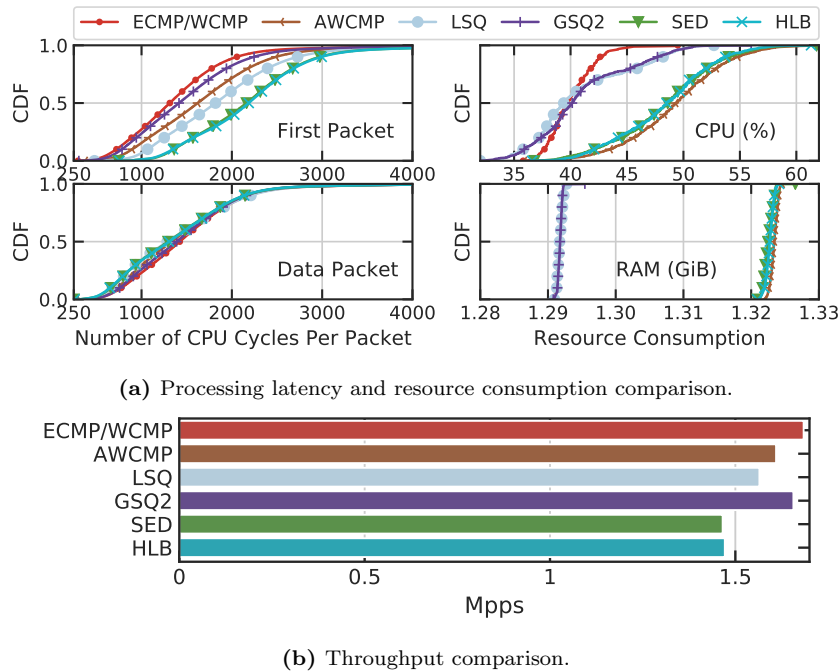 ECMP/WCMP AWCMP LSQ GSQ2 SED HLB
1.0
0.5
0.0
CDF
First Packet
250 1000 2000 3000 4000
1.0
0.5
0.0
CDF
Data Packet
250 1000 2000 3000 4000
Number of CPU Cycles Per Packet
CDF
CPU (%)
35 40 45 50 55 60
CDF
RAM (GiB)
1.28 1.29 1.30 1.31 1.32 1.33
Resource Consumption
(a) Processing latency and resource consumption comparison.
ECMP/WCMP
AWCMP
LSQ
GSQ2
SED
HLB
0 0.5 1 1.5
Mpps
(b) Throughput comparison.